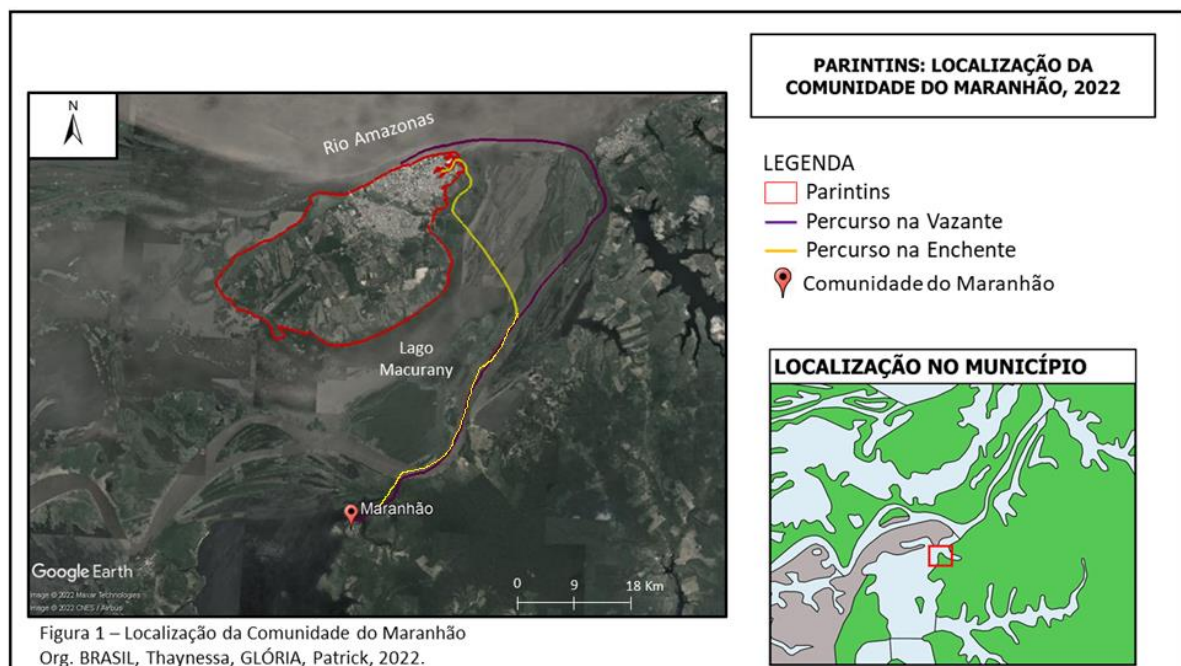 PARINTINS: LOCALIZAÇÃO DA
COMUNIDADE DO MARANHÃO, 2022
N
Rio Amazonas
LEGENDA
Parintins
Percurso na Vazante
Percurso na Enchente
Comunidade do Maranhão
Lago
Macurany
LOCALIZAÇÃO NO MUNICÍPIO
Maranhão
Google Earth
Image © 2022 Maxar Technologies
Image © 2022 CNES / Airbus
0 9 18 Km
Figura 1 – Localização da Comunidade do Maranhão
Org. BRASIL, Thaynessa, GLÓRIA, Patrick, 2022.